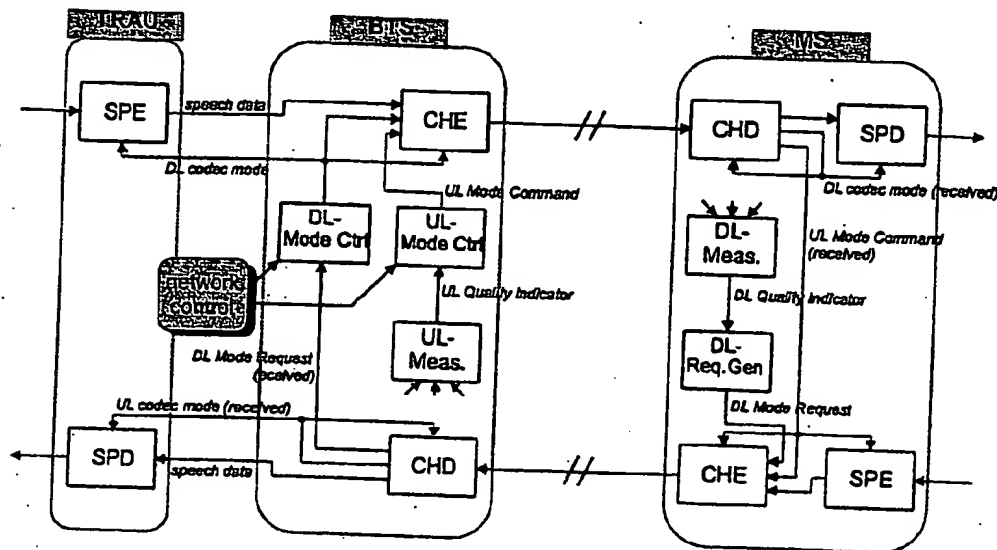 TRAU
BTS
MS
SPE
speech data
CHE
CHD
SPD
DL codec mode
UL Mode Command
DL codec mode (received)
DL-
Mode Ctrl
UL-
Mode Ctrl
DL-
Meas.
UL Mode Command
(received)
network
control
UL Quality Indicator
DL Quality Indicator
UL-
Meas.
DL-
Req.Gen
DL Mode Request
(eceived)
UL codec mode (received)
DL Mode Request
SPD
speech data
CHD
CHE
SPE